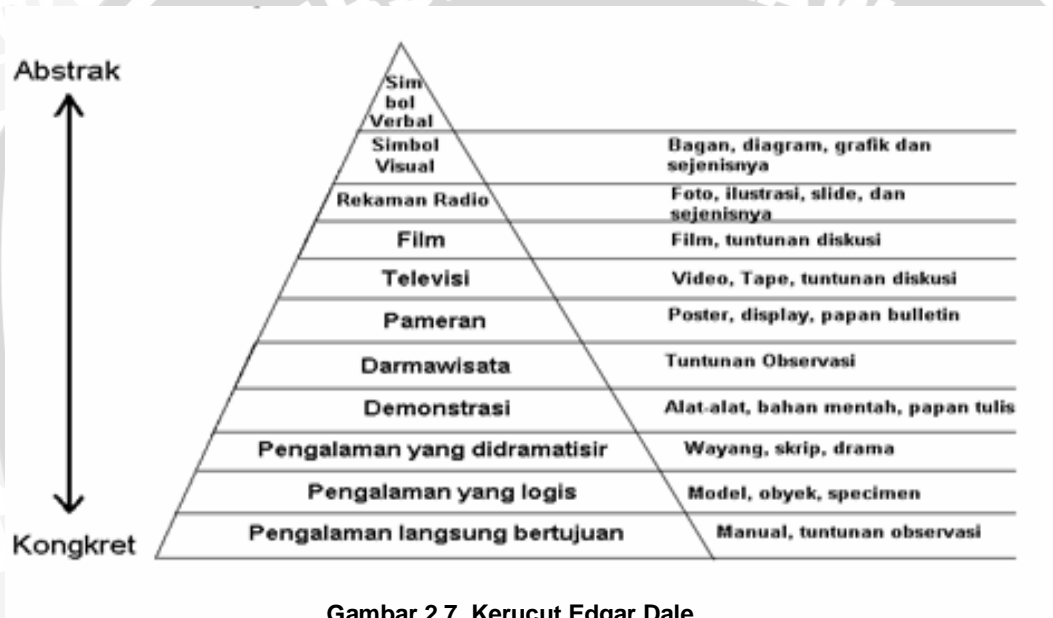 Abstrak
Sim
bol
Verbal
Simbol
Visual
Bagan, diagram, grafik dan
sejenisnya
Rekaman Radio
Foto, ilustrasi, slide, dan
sejenisnya
Film
Film, tuntunan diskusi
Televisi
Video, Tape, tuntunan diskusi
Pameran
Poster, display, papan bulletin
Darmawisata
Tuntunan Observasi
Demonstrasi
Alat-alat, bahan mentah, papan tulis
Pengalaman yang didramatisir
Wayang, skrip, drama
Pengalaman yang logis
Model, obyek, specimen
Pengalaman langsung bertujuan
Manual, tuntunan observasi
Kongkret
Gambar 2.7 Kerucut Edgar Dale